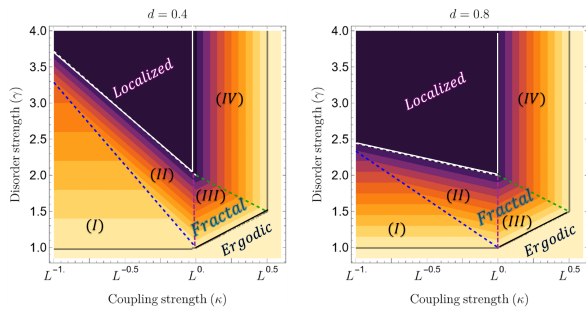 d = 0.4
Disorder strength (γ)
4.0
3.5
3.0
2.5
2.0
1.5
1.0
Localized
(IV)
(II)
(III)
(I)
Fractal
Ergodic
L^-1.
L^-0.5
L^0.
L^0.5
Coupling strength (κ)
d = 0.8
Disorder strength (γ)
4.0
3.5
3.0
2.5
2.0
1.5
1.0
Localized
(IV)
(II)
(I)
Fractal
(III)
Ergodic
L^-1.
L^-0.5
L^0.
L^0.5
Coupling strength (κ)